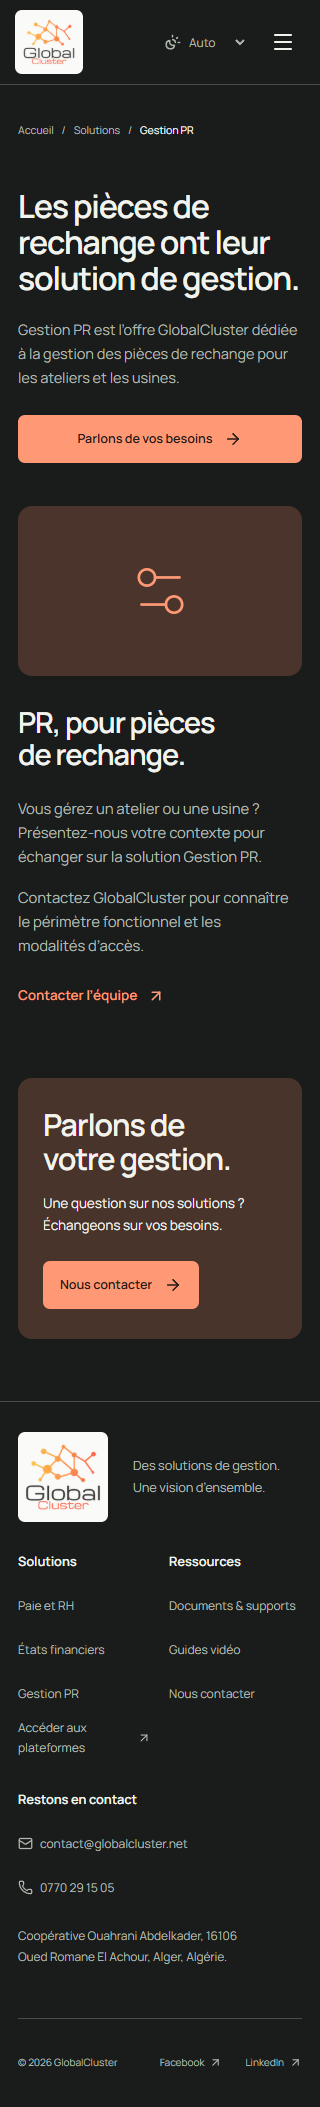 Global
Cluster
Auto
Accueil / Solutions / Gestion PR
Les pièces de
rechange ont leur
solution de gestion.
Gestion PR est l’offre GlobalCluster dédiée
à la gestion des pièces de rechange pour
les ateliers et les usines.
Parlons de vos besoins
PR, pour pièces
de rechange.
Vous gérez un atelier ou une usine ?
Présentez-nous votre contexte pour
échanger sur la solution Gestion PR.
Contactez GlobalCluster pour connaître
le périmètre fonctionnel et les
modalités d’accès.
Contacter l’équipe
Parlons de
votre gestion.
Une question sur nos solutions ?
Échangeons sur vos besoins.
Nous contacter
Global
Cluster
Des solutions de gestion.
Une vision d’ensemble.
Solutions
Paie et RH
États financiers
Gestion PR
Accéder aux
plateformes
Ressources
Documents & supports
Guides vidéo
Nous contacter
Restons en contact
contact@globalcluster.net
0770 29 15 05
Coopérative Ouahrani Abdelkader, 16106
Oued Romane El Achour, Alger, Algérie.
© 2026 GlobalCluster
Facebook
LinkedIn